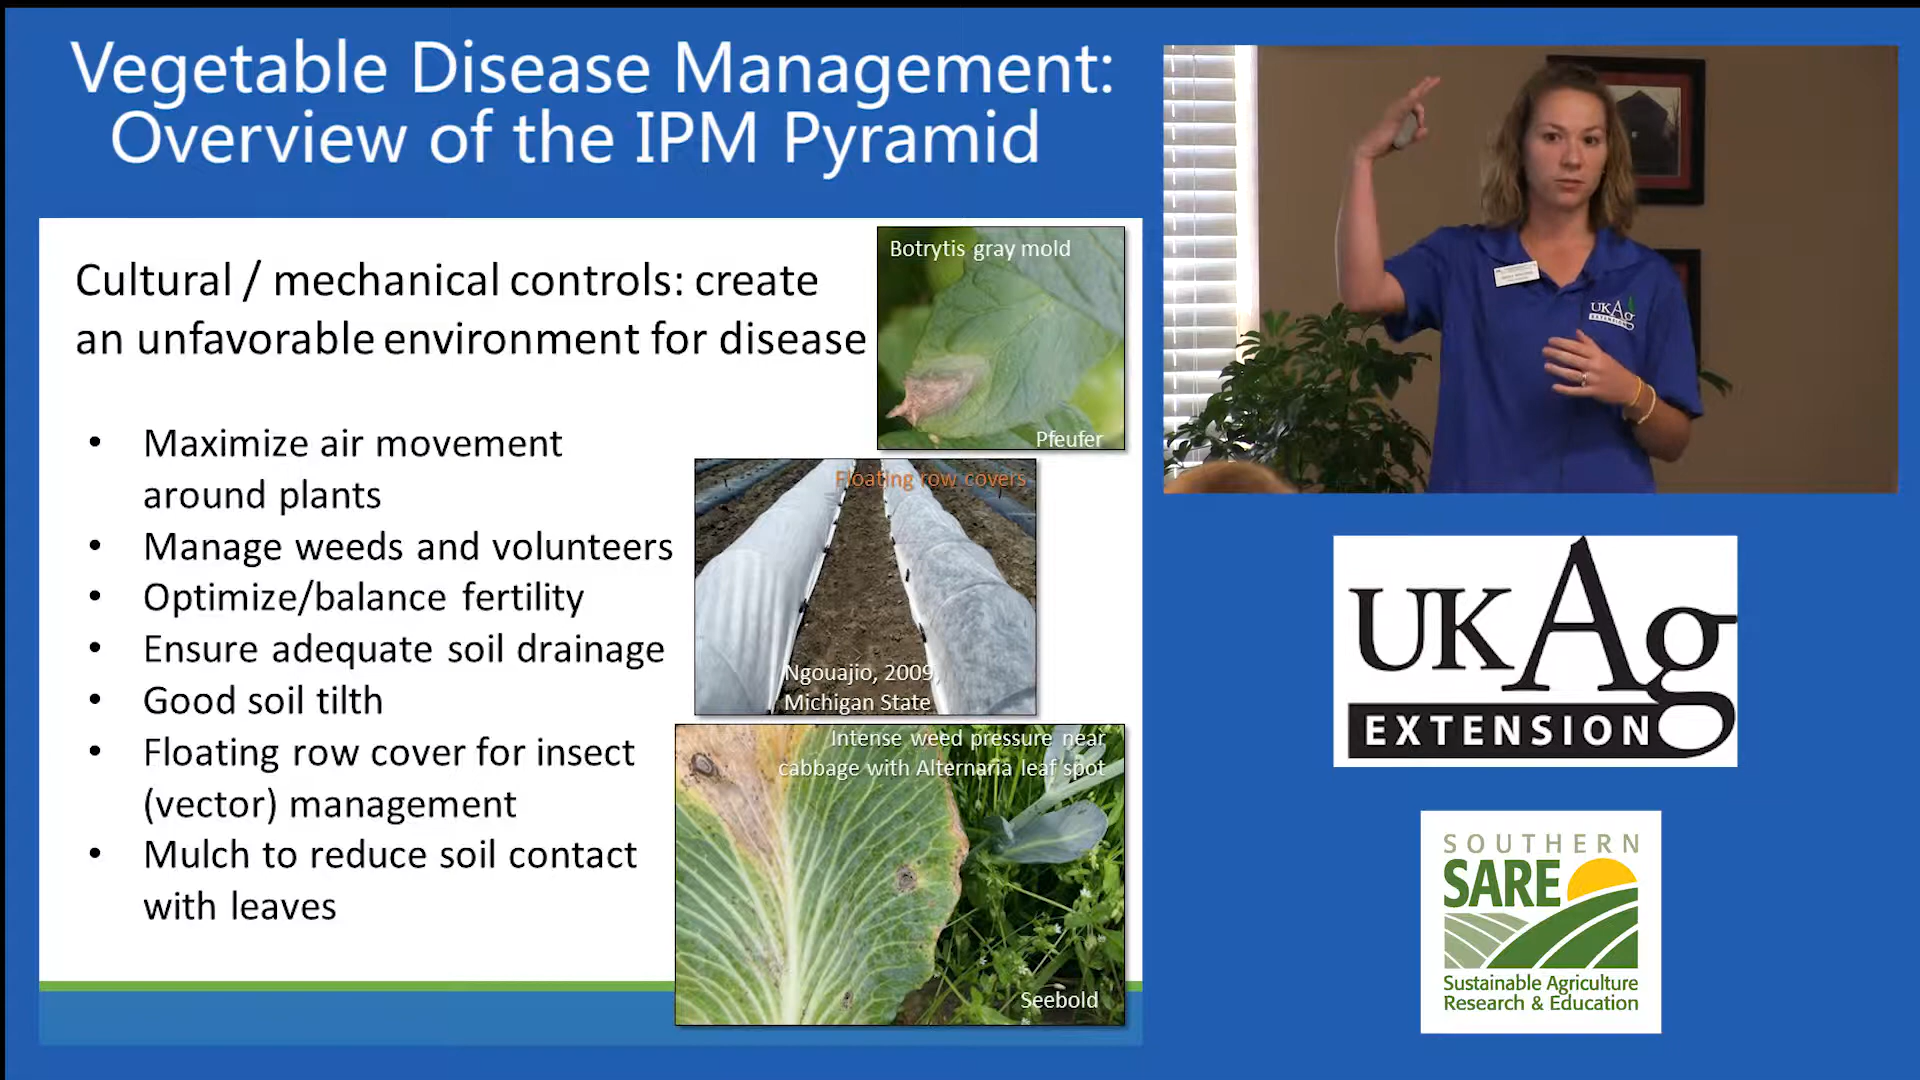 Vegetable Disease Management:
Overview of the IPM Pyramid
Cultural / mechanical controls: create
an unfavorable environment for disease
• Maximize air movement
around plants
• Manage weeds and volunteers
• Optimize/balance fertility
• Ensure adequate soil drainage
• Good soil tilth
• Floating row cover for insect
(vector) management
• Mulch to reduce soil contact
with leaves
Botrytis gray mold
Pfeufer
Floating row covers
Ngouajio, 2009,
Michigan State
Intense weed pressure near
cabbage with Alternaria leaf spot
Seebold
UKAg
EXTENSION
UKAg
EXTENSION
SOUTHERN
SARE
Sustainable Agriculture
Research & Education